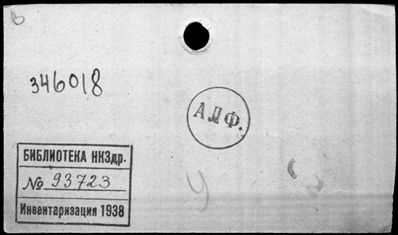 В
346018
АЛФ.
БИБЛИОТЕКА НКЗдр.
№ 93723
Инвентаризация 1938